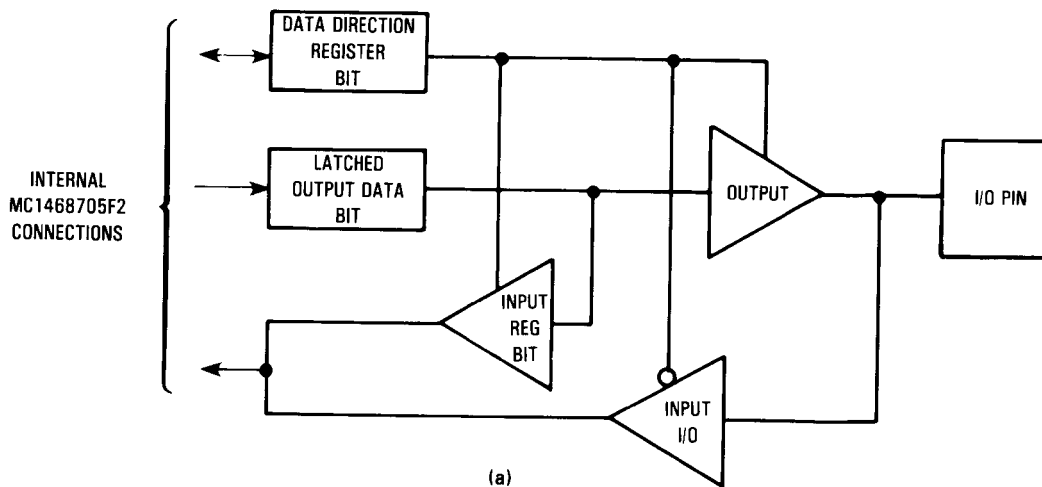 DATA DIRECTION
REGISTER
BIT
INTERNAL
MC1468705F2
CONNECTIONS
LATCHED
OUTPUT DATA
BIT
OUTPUT
I/O PIN
INPUT
REG
BIT
INPUT
I/O
(a)